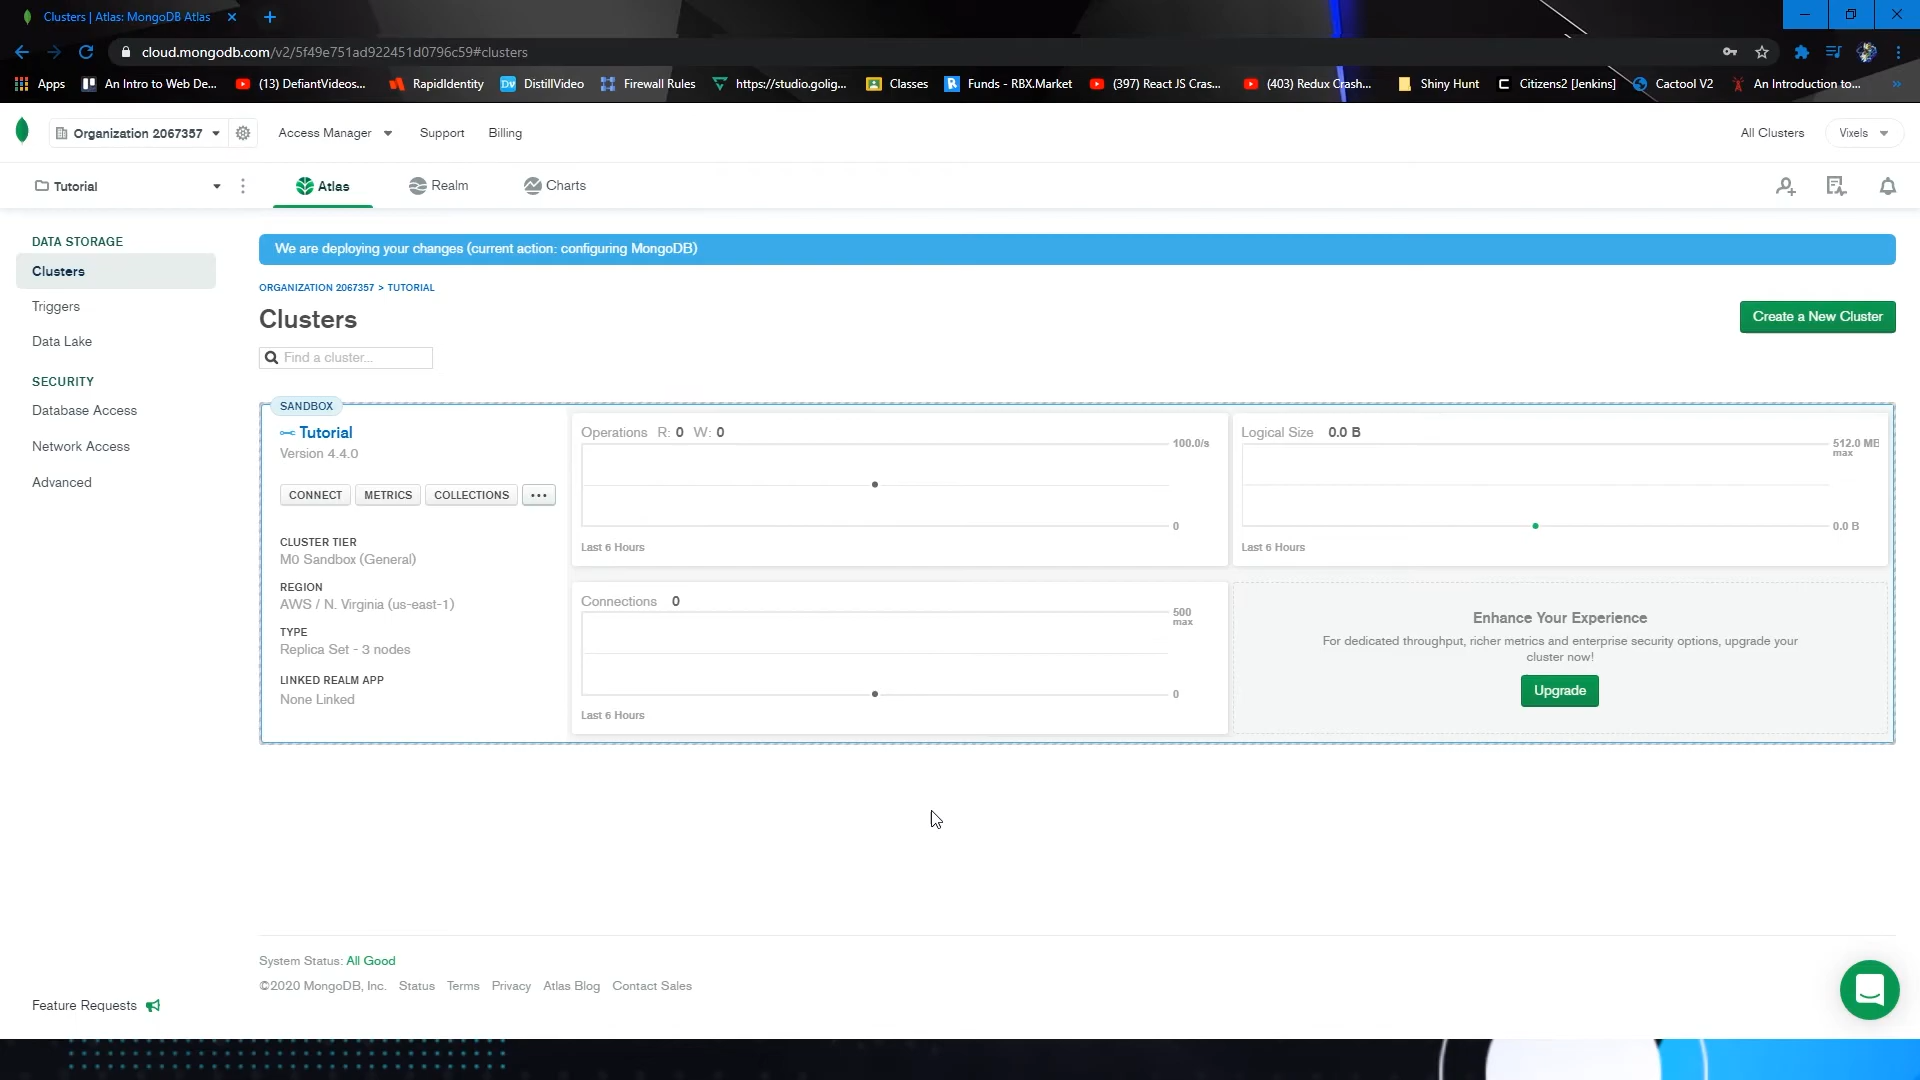 Clusters | Atlas: MongoDB Atlas
cloud.mongodb.com/v2/5f49e751ad922451d0796c59#clusters
Apps An Intro to Web De... (13) DefiantVideos... RapidIdentity DistillVideo Firewall Rules https://studio.golig... Classes Funds - RBX.Market (397) React JS Cras... (403) Redux Crash... Shiny Hunt Citizens2 [Jenkins] Cactool V2 An Introduction to... »
Organization 2067357 Access Manager Support Billing All Clusters Vixels
Tutorial Atlas Realm Charts
DATA STORAGE
Clusters
Triggers
Data Lake
SECURITY
Database Access
Network Access
Advanced
Feature Requests
We are deploying your changes (current action: configuring MongoDB)
ORGANIZATION 2067357 > TUTORIAL
Clusters
Create a New Cluster
Find a cluster...
SANDBOX
Tutorial
Version 4.4.0
CONNECT METRICS COLLECTIONS ...
CLUSTER TIER
M0 Sandbox (General)
REGION
AWS / N. Virginia (us-east-1)
TYPE
Replica Set - 3 nodes
LINKED REALM APP
None Linked
Operations R: 0 W: 0
100.0/s
0
Last 6 Hours
Logical Size 0.0 B
512.0 MB
max
0.0 B
Last 6 Hours
Connections 0
500
max
0
Last 6 Hours
Enhance Your Experience
For dedicated throughput, richer metrics and enterprise security options, upgrade your
cluster now!
Upgrade
System Status: All Good
©2020 MongoDB, Inc. Status Terms Privacy Atlas Blog Contact Sales